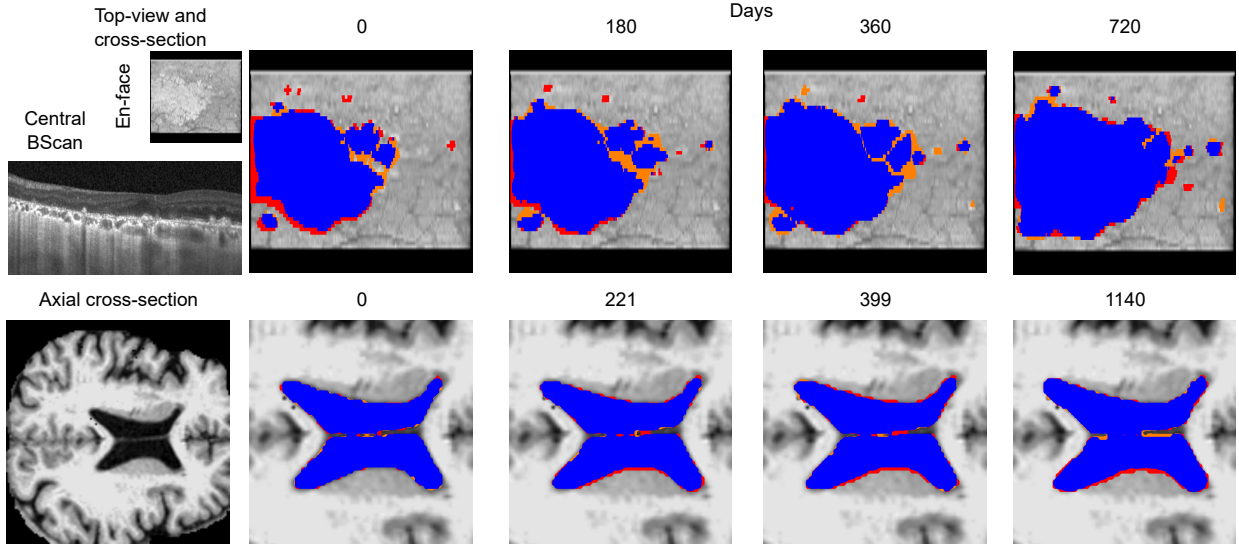 Top-view and
cross-section
Days
0
180
360
720
En-face
Central
BScan
Axial cross-section
0
221
399
1140